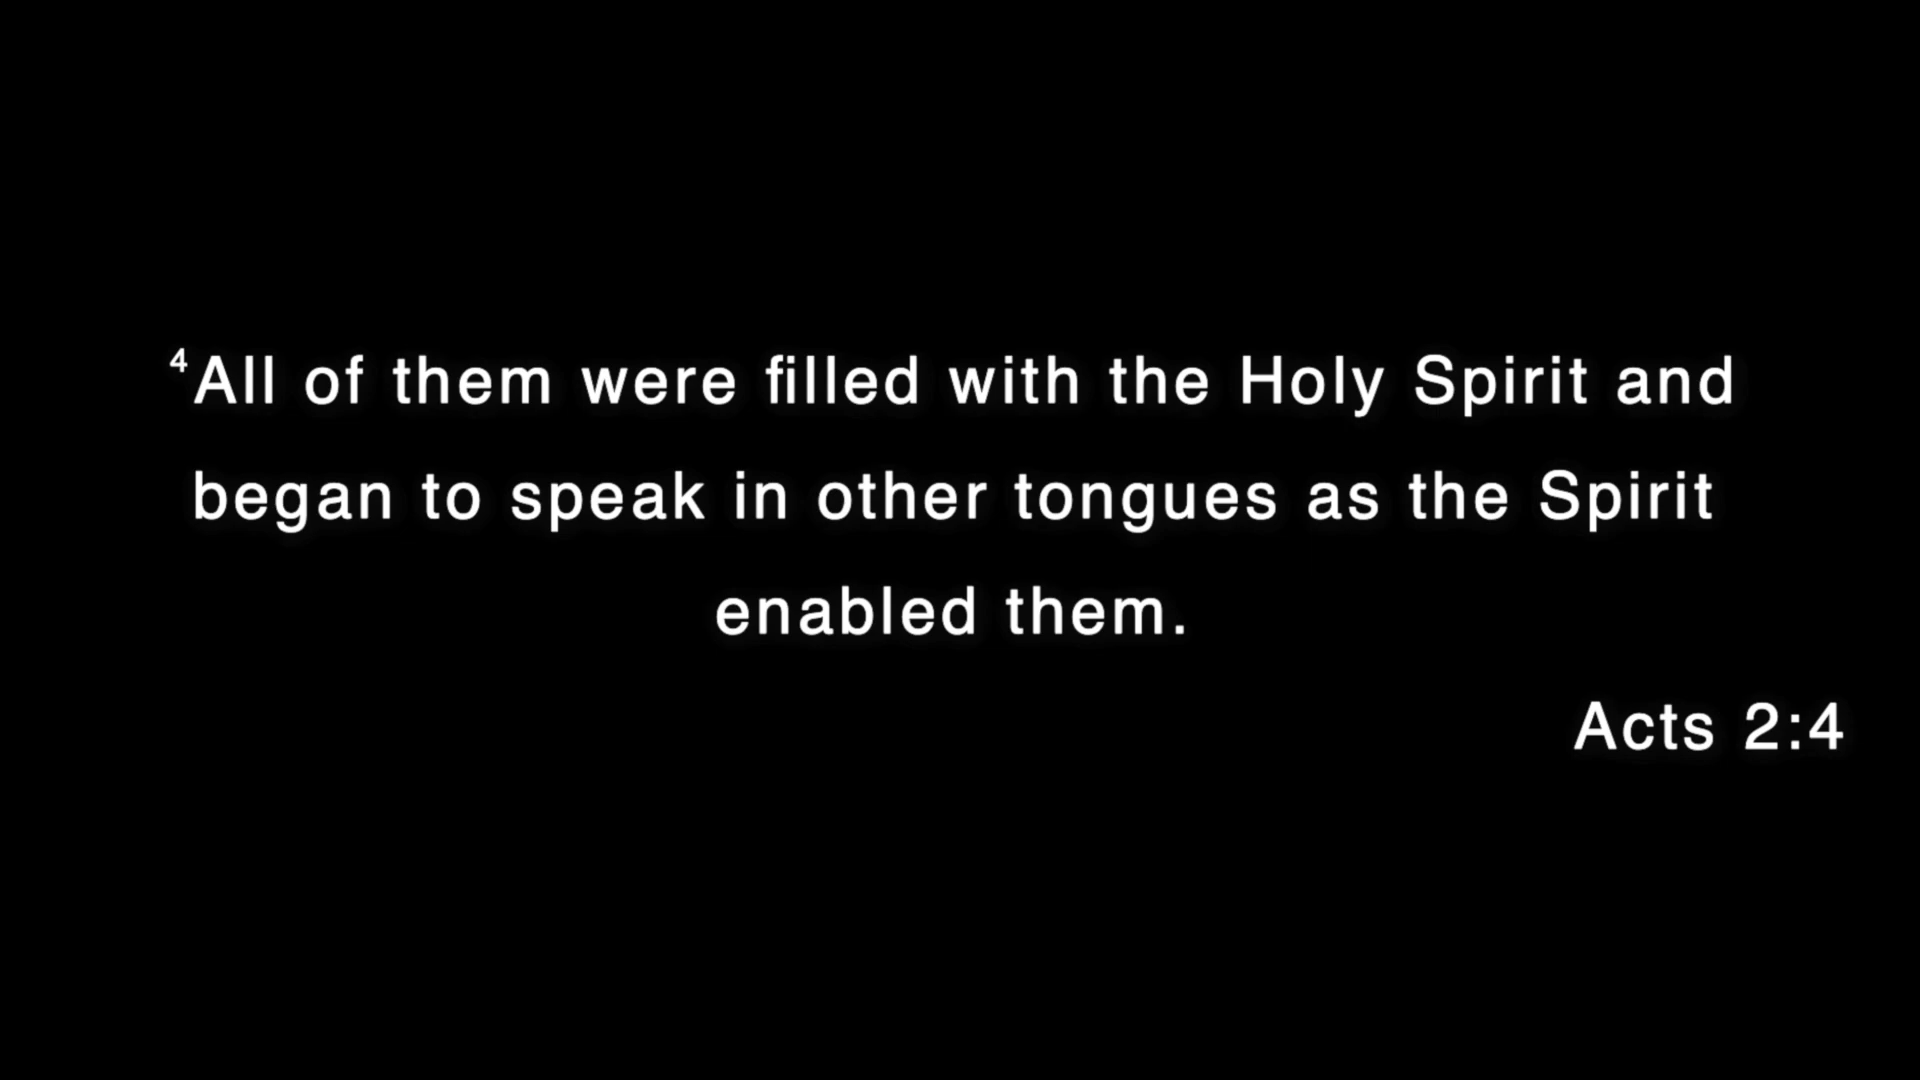 ⁴All of them were filled with the Holy Spirit and
began to speak in other tongues as the Spirit
enabled them.
Acts 2:4